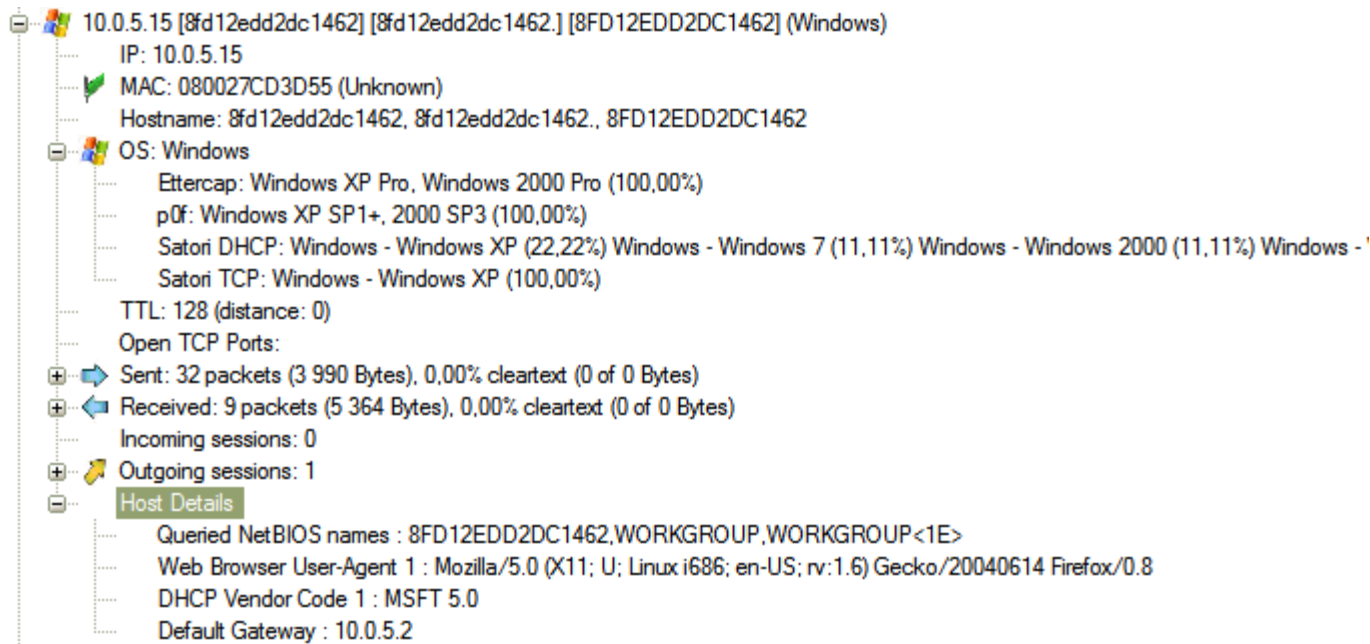 10.0.5.15 [8fd12edd2dc1462] [8fd12edd2dc1462.] [8FD12EDD2DC1462] (Windows)
IP: 10.0.5.15
MAC: 080027CD3D55 (Unknown)
Hostname: 8fd12edd2dc1462, 8fd12edd2dc1462., 8FD12EDD2DC1462
OS: Windows
Ettercap: Windows XP Pro, Windows 2000 Pro (100,00%)
p0f: Windows XP SP1+, 2000 SP3 (100,00%)
Satori DHCP: Windows - Windows XP (22,22%) Windows - Windows 7 (11,11%) Windows - Windows 2000 (11,11%) Windows -
Satori TCP: Windows - Windows XP (100,00%)
TTL: 128 (distance: 0)
Open TCP Ports:
Sent: 32 packets (3 990 Bytes), 0,00% cleartext (0 of 0 Bytes)
Received: 9 packets (5 364 Bytes), 0,00% cleartext (0 of 0 Bytes)
Incoming sessions: 0
Outgoing sessions: 1
Host Details
Queried NetBIOS names : 8FD12EDD2DC1462,WORKGROUP,WORKGROUP<1E>
Web Browser User-Agent 1 : Mozilla/5.0 (X11; U; Linux i686; en-US; rv:1.6) Gecko/20040614 Firefox/0.8
DHCP Vendor Code 1 : MSFT 5.0
Default Gateway : 10.0.5.2